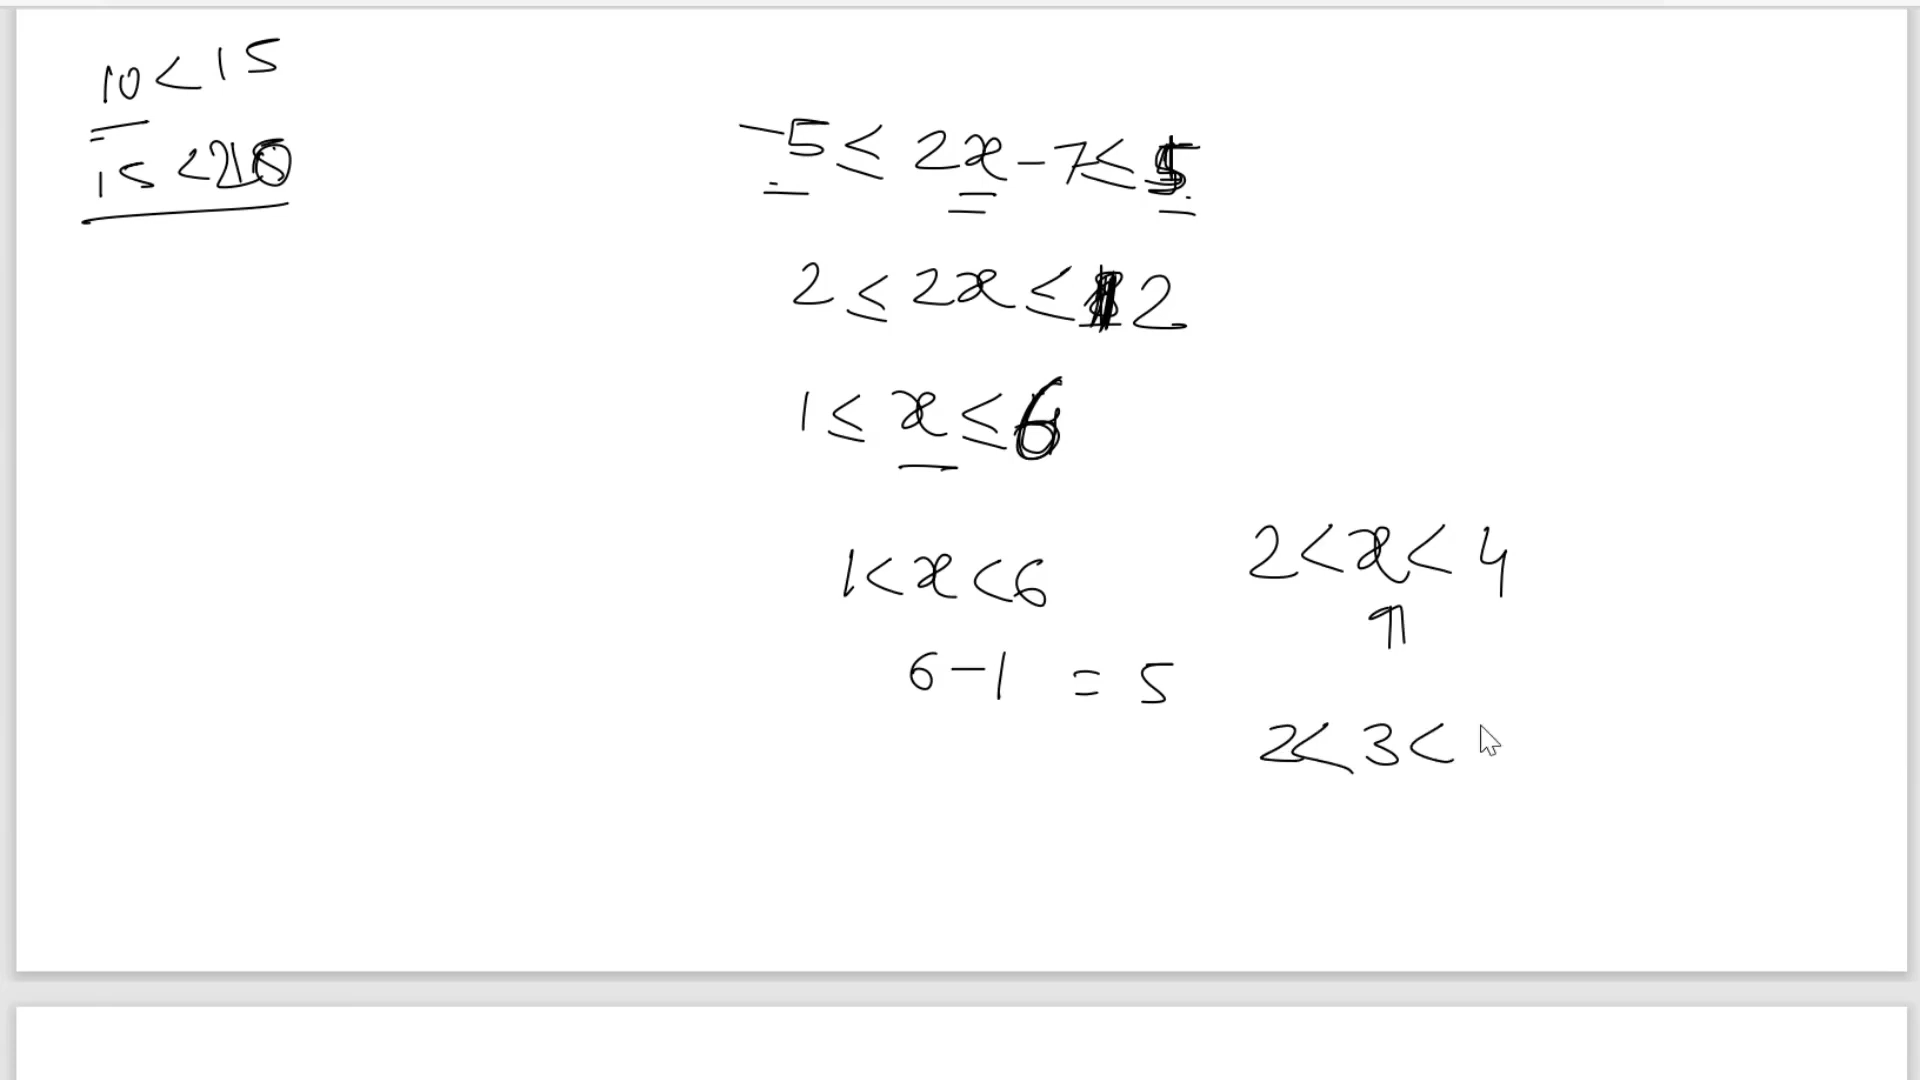 10 < 15
15 < 20
-5 ≤ 2x - 7 ≤ 5
2 ≤ 2x ≤ 12
1 ≤ x ≤ 6
1 < x < 6
6 - 1 = 5
2 < x < 4
2 < 3 <